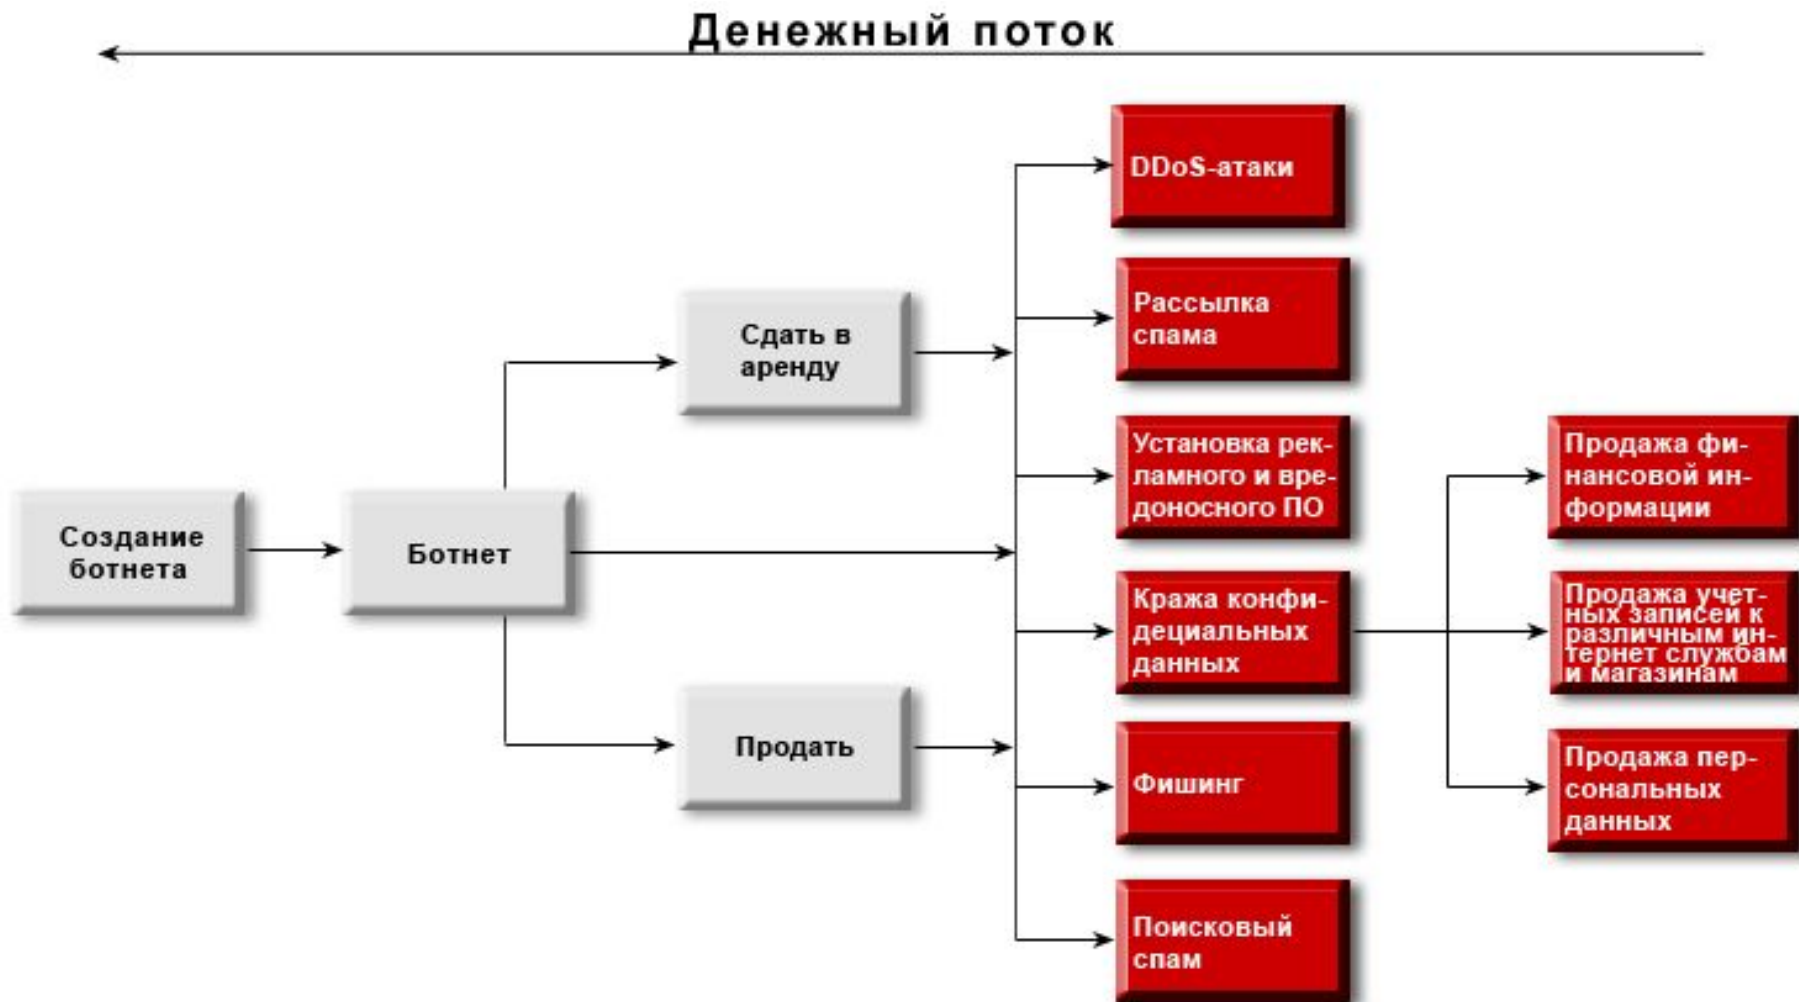 Денежный поток
DDoS-атаки
Рассылка
спама
Сдать в
аренду
Установка рек-
ламного и вре-
доносного ПО
Продажа фи-
нансовой ин-
формации
Создание
ботнета
Ботнет
Кража конфи-
дециальных
данных
Продажа учет-
ных записей к
различным ин-
тернет службам
и магазинам
Продать
Фишинг
Продажа пер-
сональных
данных
Поисковый
спам